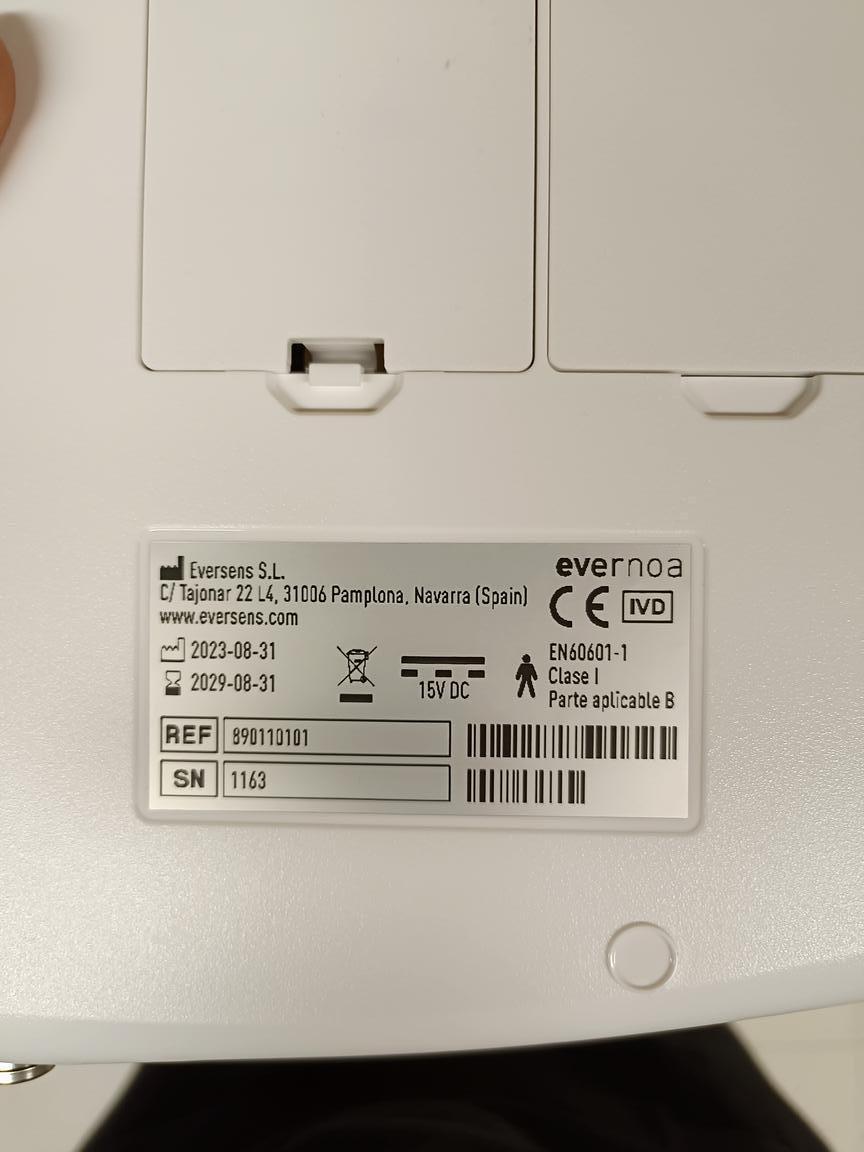 Eversens S.L.
C/ Tajonar 22 L4, 31006 Pamplona, Navarra (Spain)
www.eversens.com
evernoa
CE IVD
2023-08-31
2029-08-31
15V DC
EN60601-1
Clase I
Parte aplicable B
REF 890110101
SN 1163